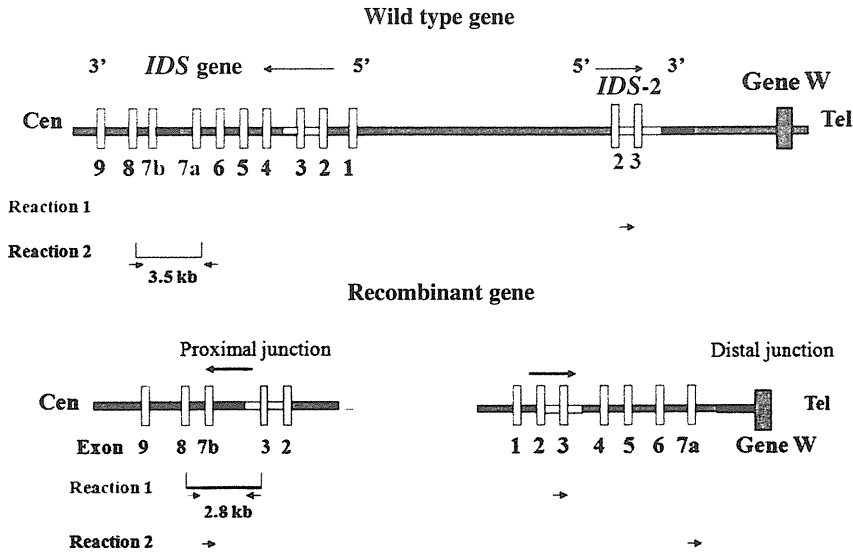 Wild type gene
3’ IDS gene 5’ 5’ 3’
IDS-2
Gene W
Cen Tel
9 8 7b 7a 6 5 4 3 2 1 2 3
Reaction 1
Reaction 2
3.5 kb
Recombinant gene
Proximal junction Distal junction
Cen Tel
Exon 9 8 7b 3 2 1 2 3 4 5 6 7a Gene W
Reaction 1
2.8 kb
Reaction 2